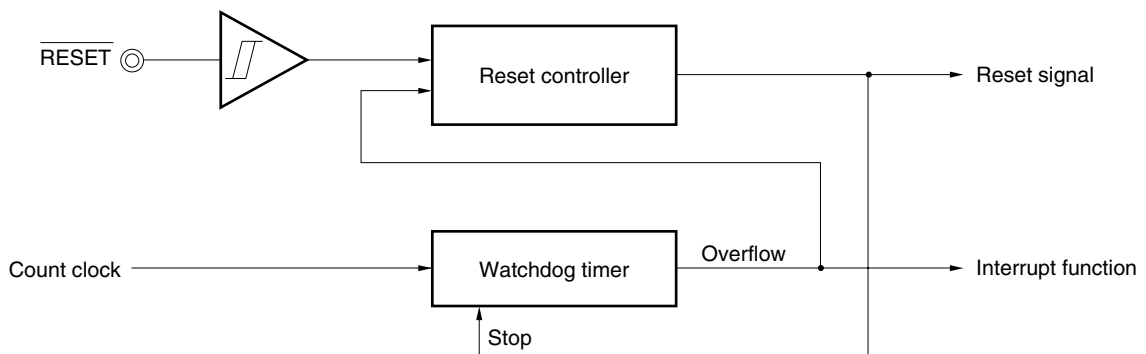 RESET
Reset controller
Reset signal
Count clock
Watchdog timer
Overflow
Interrupt function
Stop